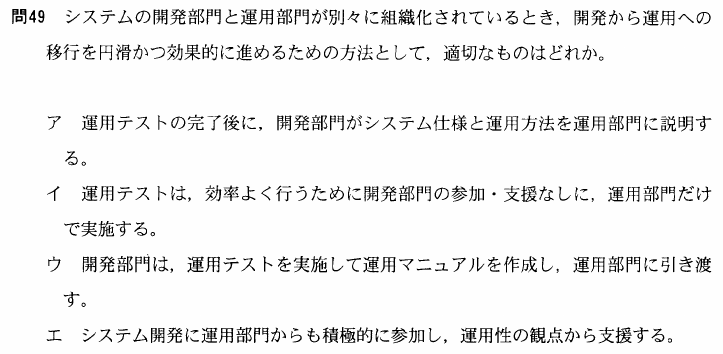 問49 システムの開発部門と運用部門が別々に組織化されているとき，開発から運用への
移行を円滑かつ効果的に進めるための方法として，適切なものはどれか。
ア 運用テストの完了後に，開発部門がシステム仕様と運用方法を運用部門に説明す
る。
イ 運用テストは，効率よく行うために開発部門の参加・支援なしに，運用部門だけ
で実施する。
ウ 開発部門は，運用テストを実施して運用マニュアルを作成し，運用部門に引き渡
す。
エ システム開発に運用部門からも積極的に参加し，運用性の観点から支援する。